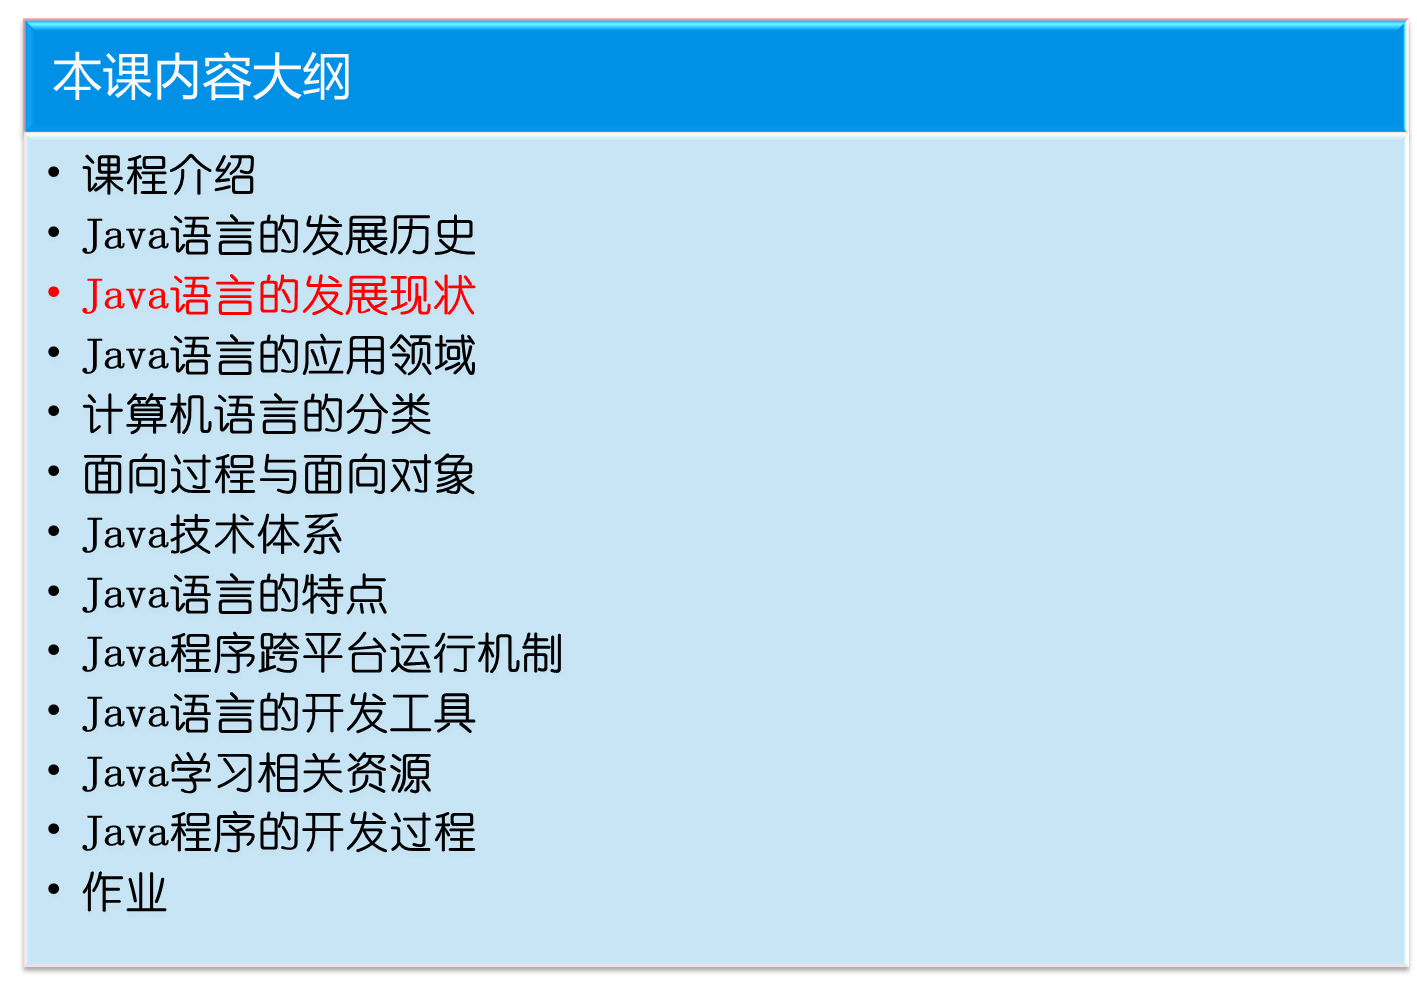 本课内容大纲
• 课程介绍
• Java语言的发展历史
• Java语言的发展现状
• Java语言的应用领域
• 计算机语言的分类
• 面向过程与面向对象
• Java技术体系
• Java语言的特点
• Java程序跨平台运行机制
• Java语言的开发工具
• Java学习相关资源
• Java程序的开发过程
• 作业